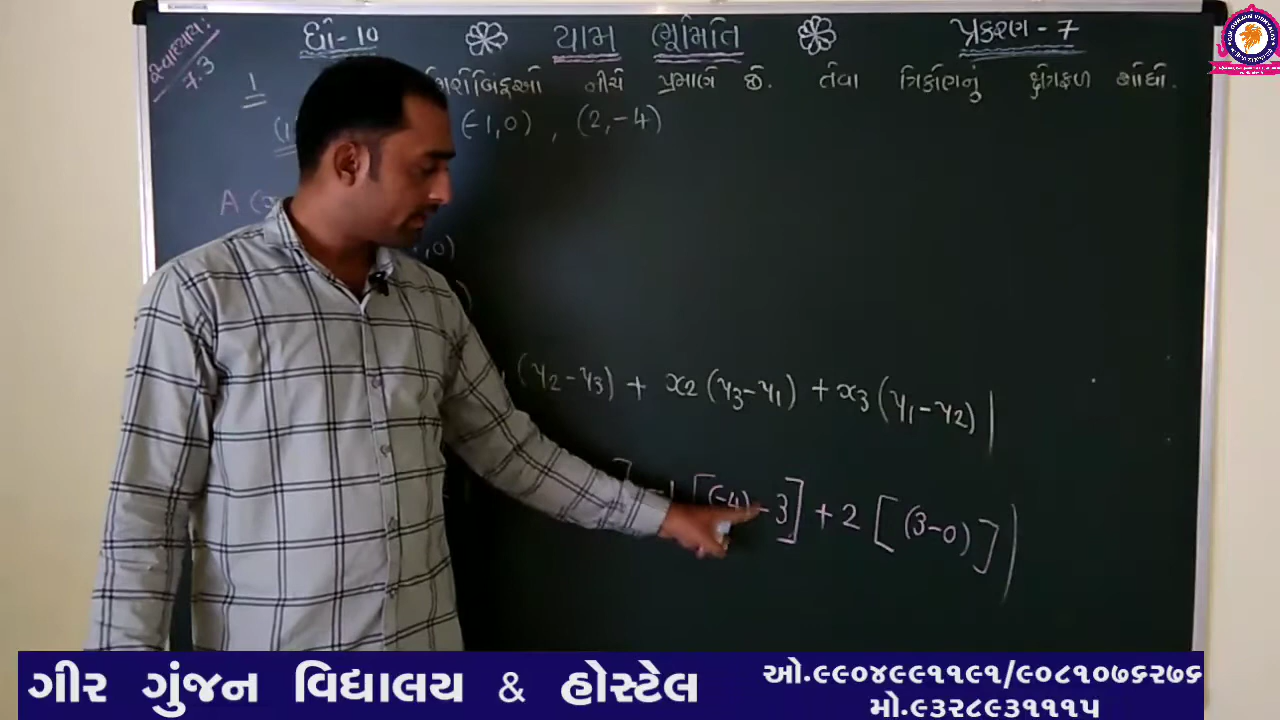 સ્વાધ્યાય: 7.3
ધો-10 યામ ભૂમિતિ પ્રકરણ - 7
1 શિરોબિંદુઓ નીચે પ્રમાણે છે. તેવા ત્રિકોણનું ક્ષેત્રફળ શોધો.
(-1,0) , (2,-4)
A (x
,0)
(y2-y3) + x2 (y3-y1) + x3 (y1-y2) |
] -1 [(-4)-3] + 2 [(3-0)] |
ગીર ગુંજન વિદ્યાલય & હોસ્ટેલ
ઓ.૯૯૦૪૯૯૧૧૯૧/૯૦૮૧૦૭૬૨૭૬
મો.૯૩૨૮૯૩૧૧૧૫